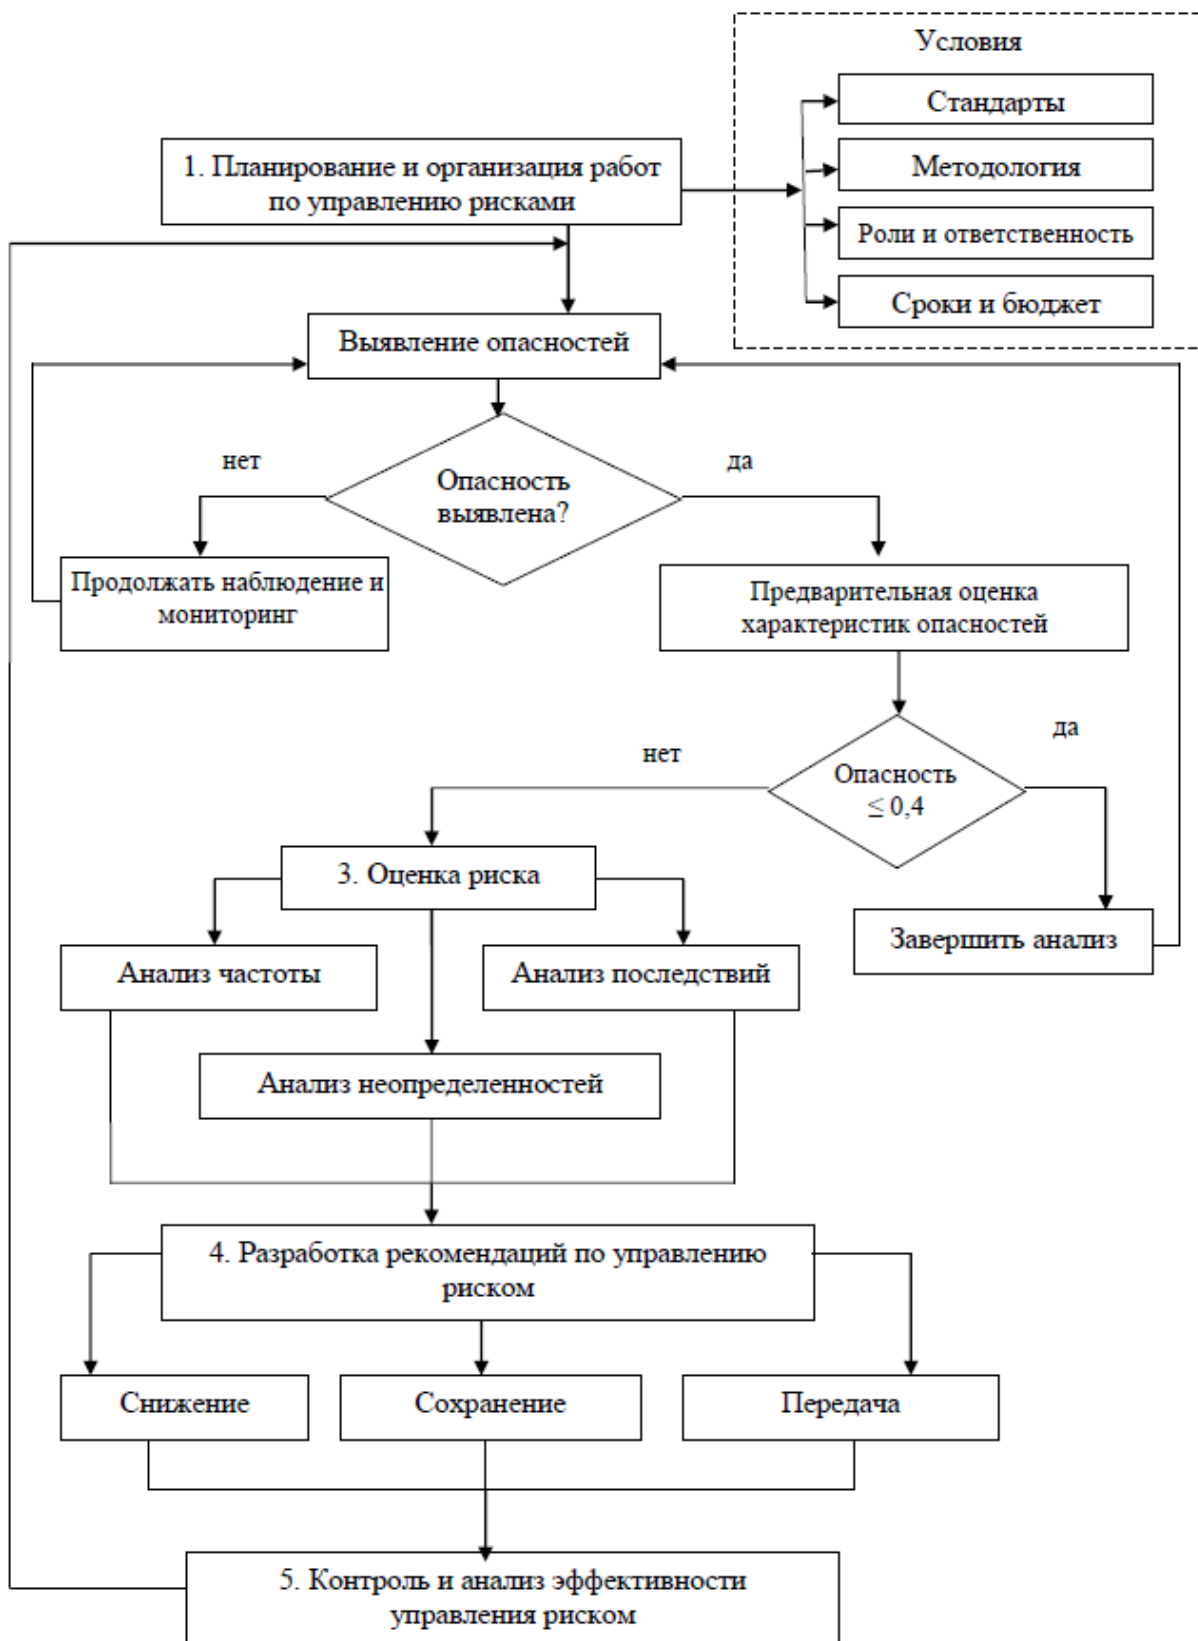 Условия
Стандарты
1. Планирование и организация работ
по управлению рисками
Методология
Роли и ответственность
Сроки и бюджет
Выявление опасностей
нет
да
Опасность
выявлена?
Продолжать наблюдение и
мониторинг
Предварительная оценка
характеристик опасностей
нет
да
Опасность
≤ 0,4
3. Оценка риска
Завершить анализ
Анализ частоты
Анализ последствий
Анализ неопределенностей
4. Разработка рекомендаций по управлению
риском
Снижение
Сохранение
Передача
5. Контроль и анализ эффективности
управления риском